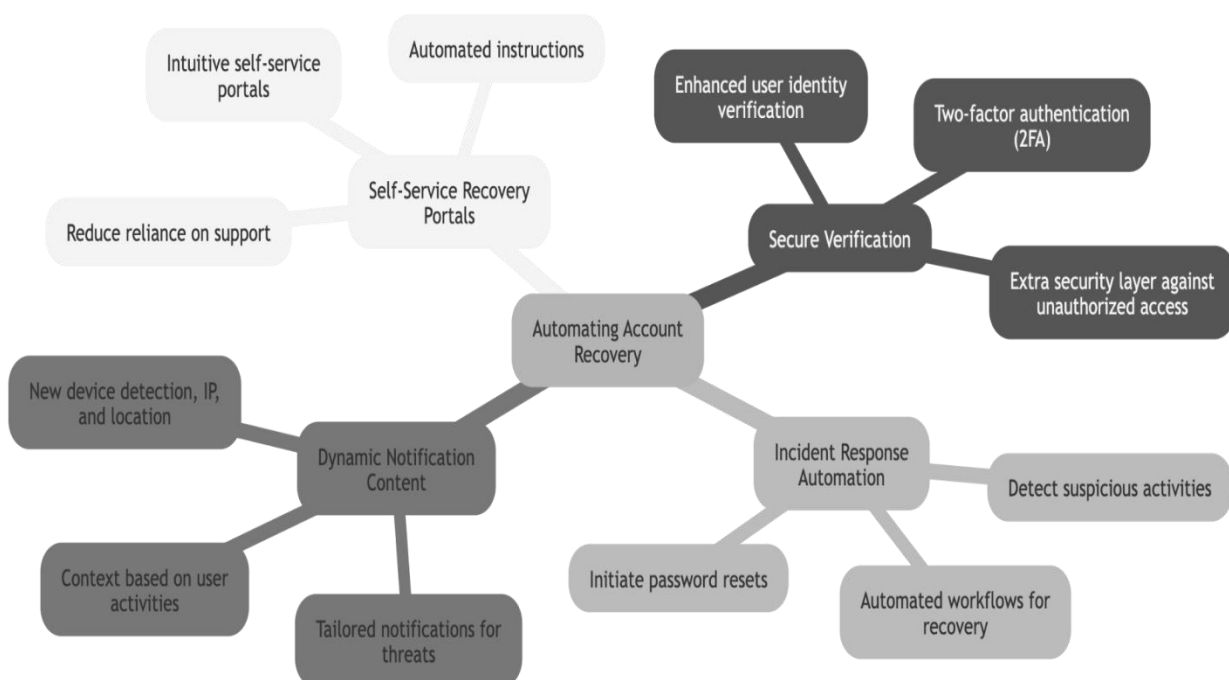 Intuitive self-service
portals
Automated instructions
Self-Service Recovery
Portals
Reduce reliance on support
Enhanced user identity
verification
Two-factor authentication
(2FA)
Secure Verification
Extra security layer against
unauthorized access
Automating Account
Recovery
New device detection, IP,
and location
Dynamic Notification
Content
Context based on user
activities
Tailored notifications for
threats
Incident Response
Automation
Detect suspicious activities
Initiate password resets
Automated workflows for
recovery